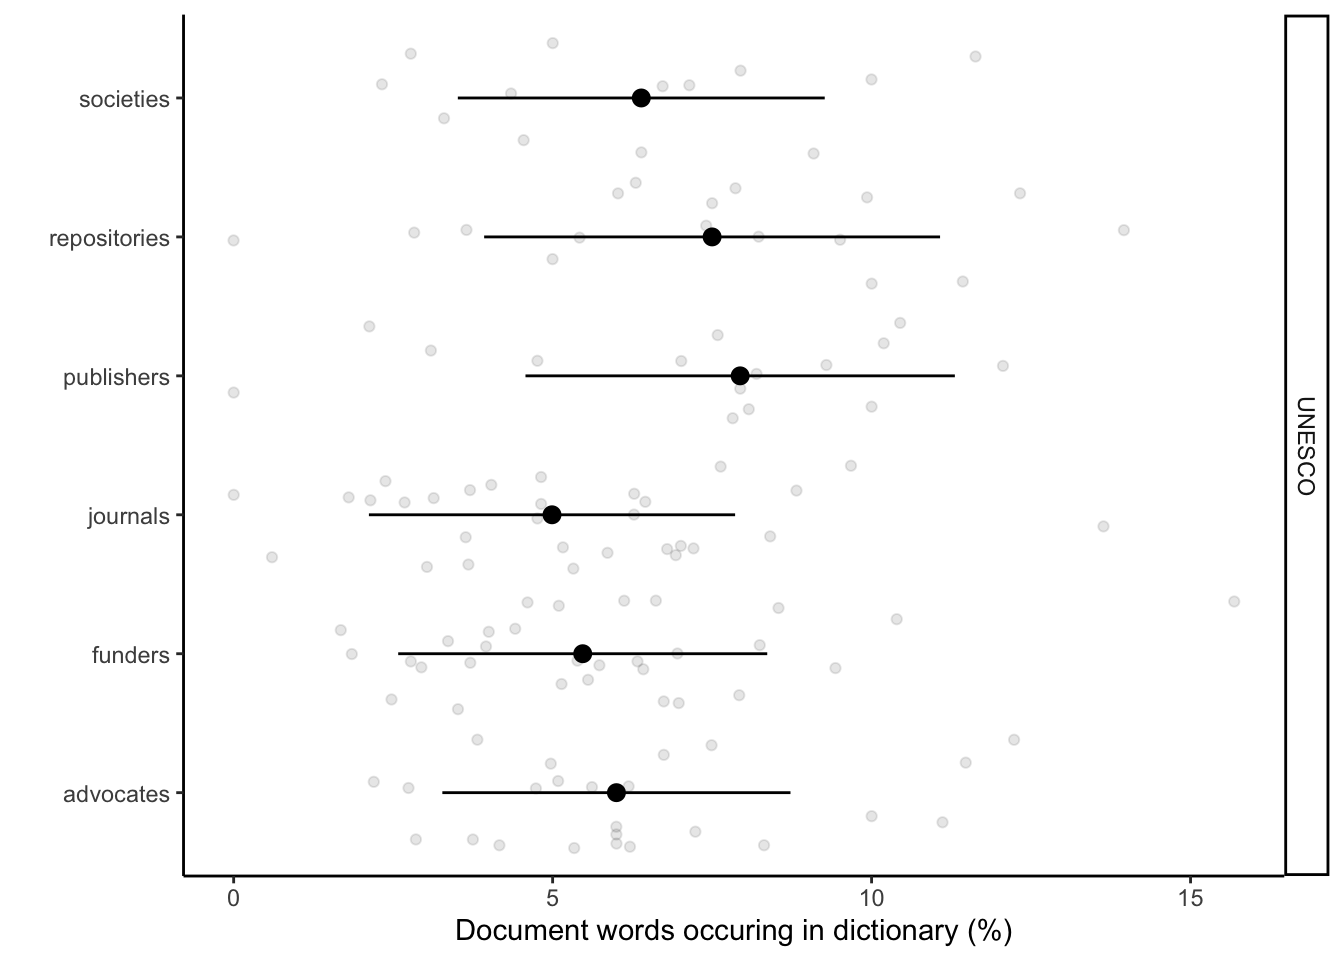 societies
repositories
publishers
journals
funders
advocates
UNESCO
0 5 10 15
Document words occuring in dictionary (%)